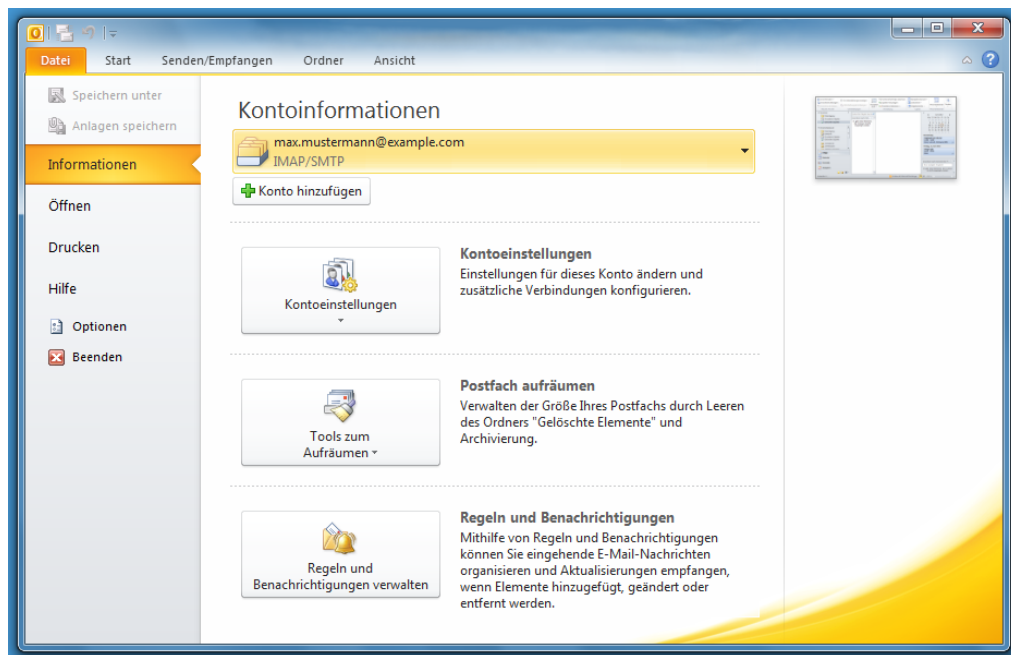 Datei Start Senden/Empfangen Ordner Ansicht
Speichern unter
Anlagen speichern
Informationen
Öffnen
Drucken
Hilfe
Optionen
Beenden
Kontoinformationen
max.mustermann@example.com
IMAP/SMTP
Konto hinzufügen
Kontoeinstellungen
Kontoeinstellungen
Einstellungen für dieses Konto ändern und
zusätzliche Verbindungen konfigurieren.
Tools zum
Aufräumen
Postfach aufräumen
Verwalten der Größe Ihres Postfachs durch Leeren
des Ordners "Gelöschte Elemente" und
Archivierung.
Regeln und
Benachrichtigungen verwalten
Regeln und Benachrichtigungen
Mithilfe von Regeln und Benachrichtigungen
können Sie eingehende E-Mail-Nachrichten
organisieren und Aktualisierungen empfangen,
wenn Elemente hinzugefügt, geändert oder
entfernt werden.